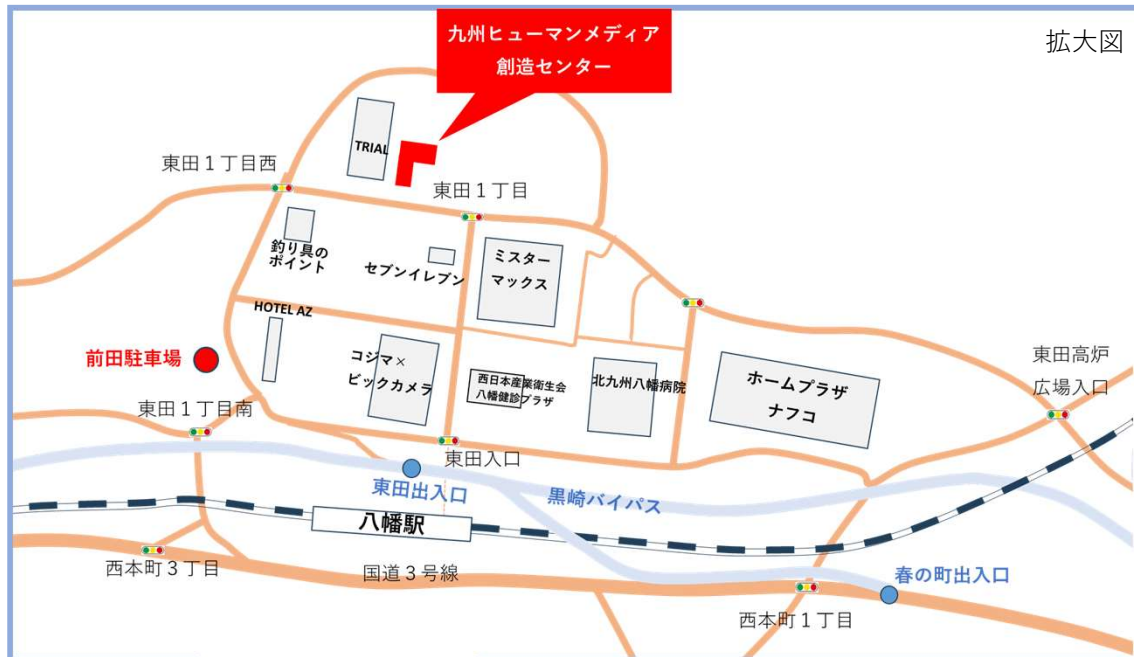 九州ヒューマンメディア
創造センター
拡大図
TRIAL
東田１丁目西
東田１丁目
釣り具の
ポイント
セブンイレブン
ミスター
マックス
HOTEL AZ
前田駐車場
コジマ×
ビックカメラ
西日本産業衛生会
八幡健診プラザ
北九州八幡病院
ホームプラザ
ナフコ
東田高炉
広場入口
東田１丁目南
東田入口
東田出入口
黒崎バイパス
八幡駅
西本町３丁目
国道３号線
春の町出入口
西本町１丁目